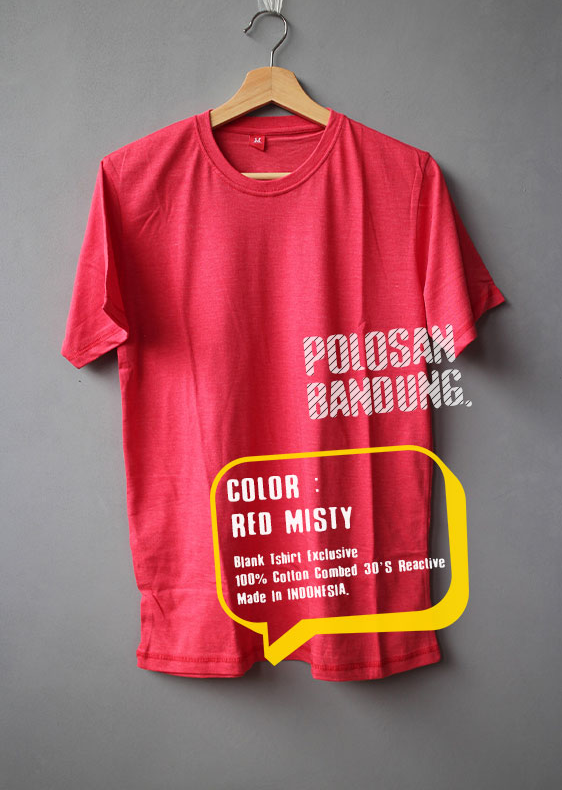 POLOSAN
BANDUNG.
COLOR :
RED MISTY
Blank Tshirt Exclusive
100% Cotton Combed 30'S Reactive
Made In INDONESIA.